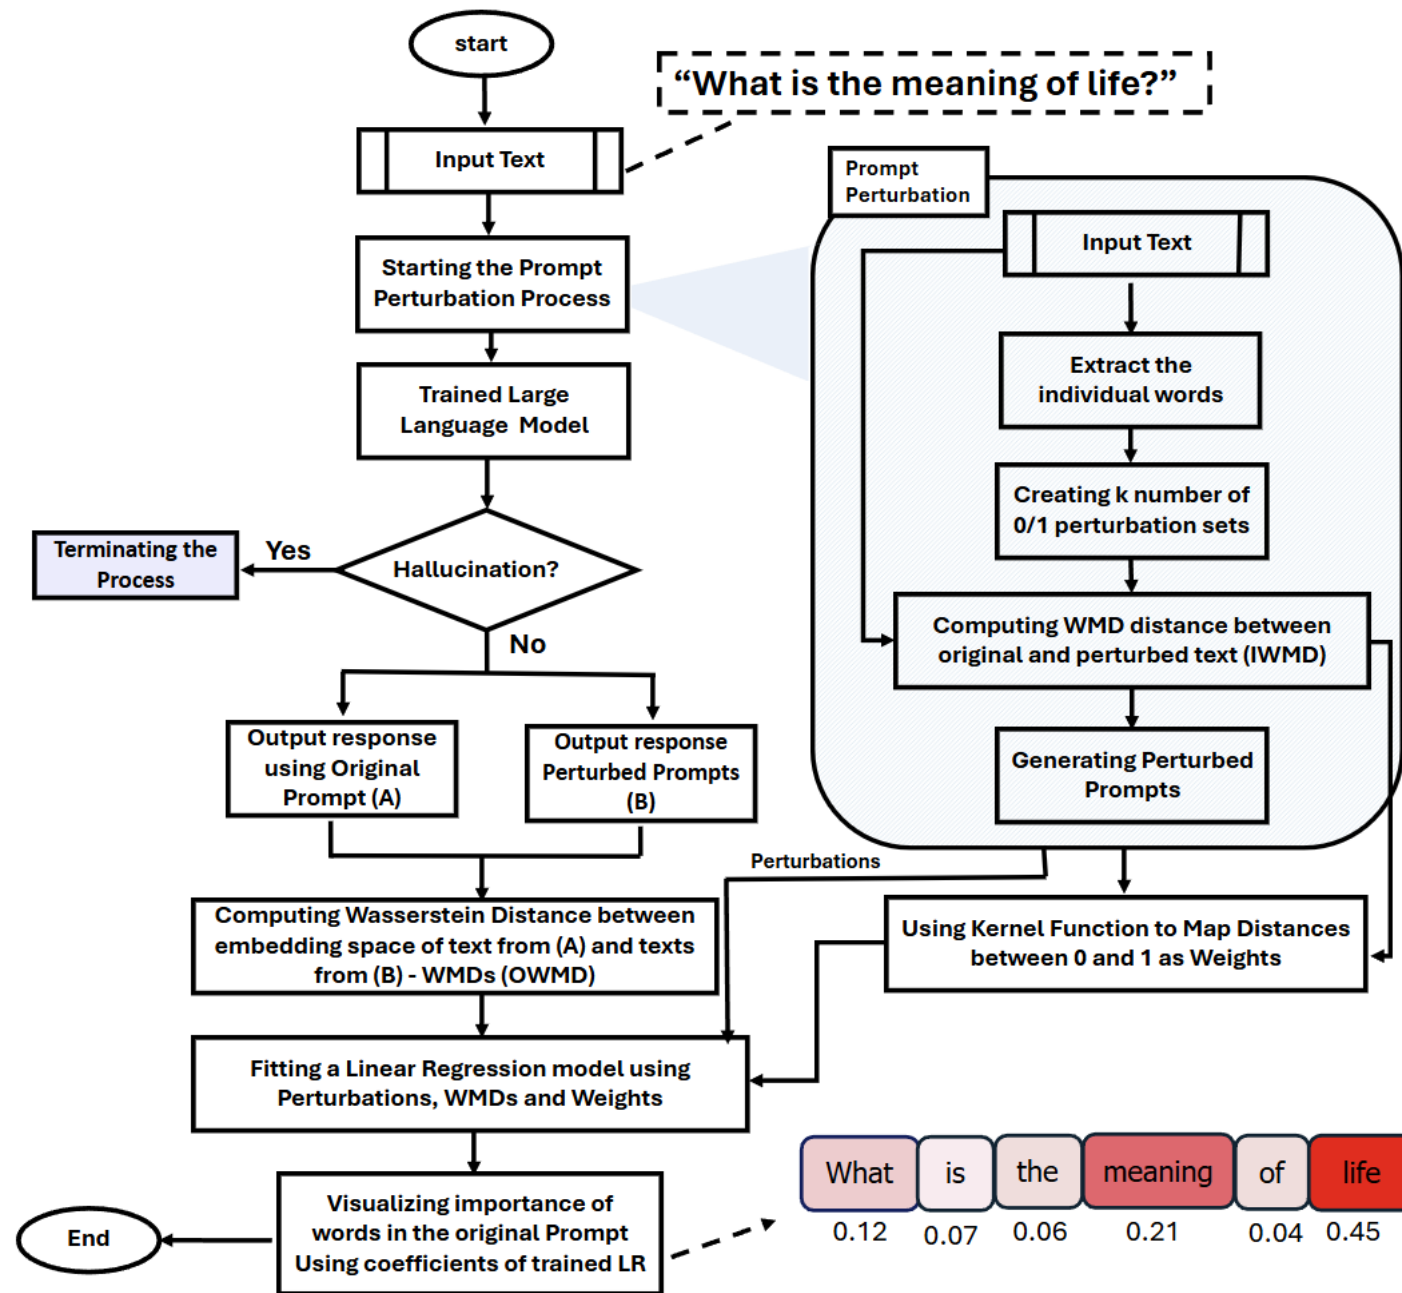 start
“What is the meaning of life?”
Input Text
Starting the Prompt
Perturbation Process
Trained Large
Language Model
Hallucination?
Yes
Terminating the
Process
No
Output response
using Original
Prompt (A)
Output response
Perturbed Prompts
(B)
Computing Wasserstein Distance between
embedding space of text from (A) and texts
from (B) - WMDs (OWMD)
Fitting a Linear Regression model using
Perturbations, WMDs and Weights
Visualizing importance of
words in the original Prompt
Using coefficients of trained LR
End
Prompt
Perturbation
Input Text
Extract the
individual words
Creating k number of
0/1 perturbation sets
Computing WMD distance between
original and perturbed text (IWMD)
Generating Perturbed
Prompts
Perturbations
Using Kernel Function to Map Distances
between 0 and 1 as Weights
What is the meaning of life
0.12 0.07 0.06 0.21 0.04 0.45